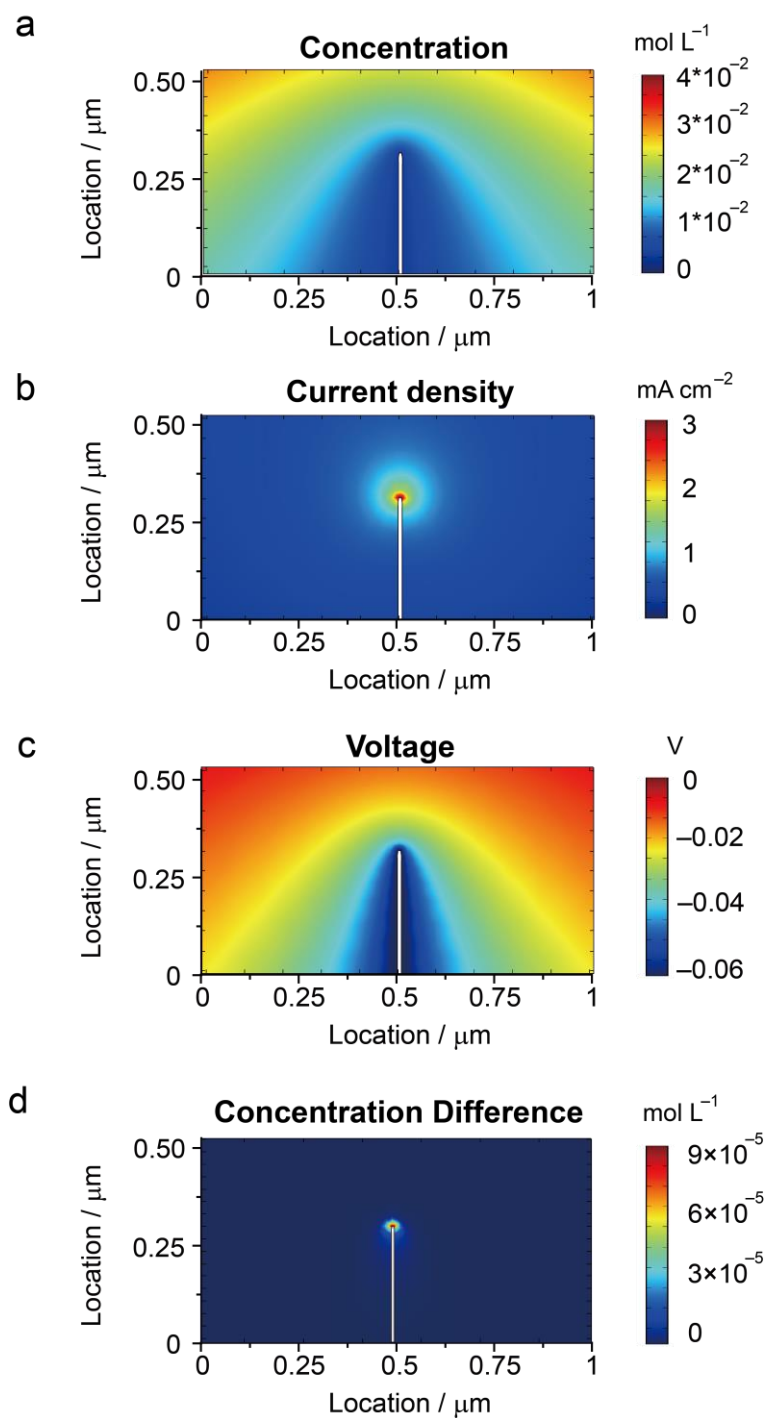 a
Concentration
mol L⁻¹
0.50
0.25
0
Location / μm
0 0.25 0.5 0.75 1
Location / μm
4*10⁻²
3*10⁻²
2*10⁻²
1*10⁻²
0
b
Current density
mA cm⁻²
0.50
0.25
0
Location / μm
0 0.25 0.5 0.75 1
Location / μm
3
2
1
0
c
Voltage
V
0.50
0.25
0
Location / μm
0 0.25 0.5 0.75 1
Location / μm
0
–0.02
–0.04
–0.06
d
Concentration Difference
mol L⁻¹
0.50
0.25
0
Location / μm
0 0.25 0.5 0.75 1
Location / μm
9×10⁻⁵
6×10⁻⁵
3×10⁻⁵
0